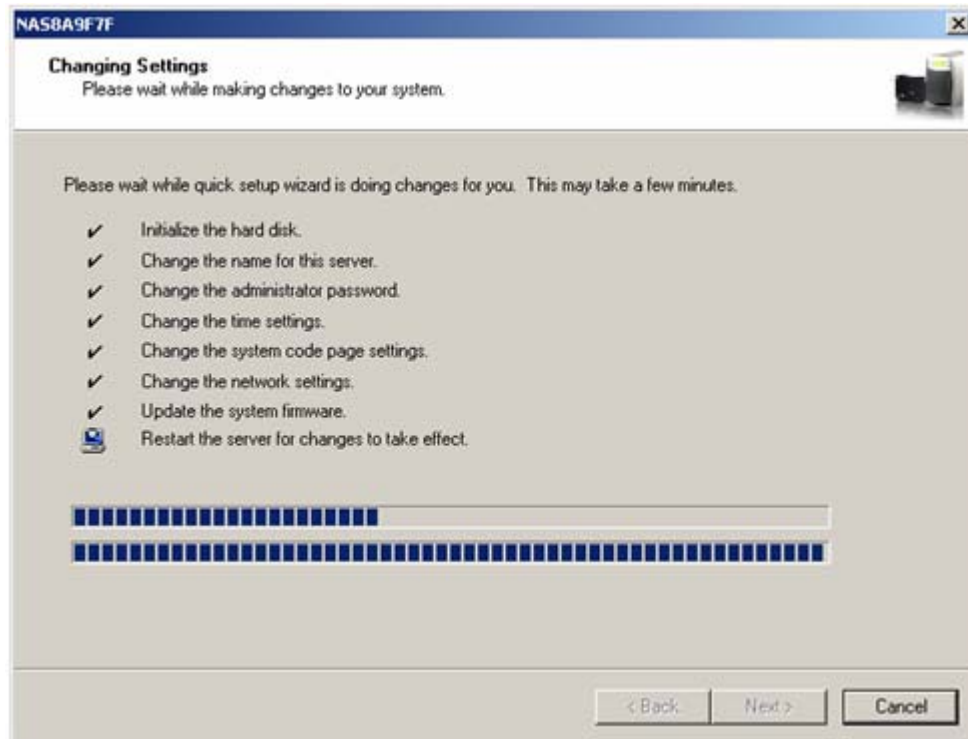 NAS8A9F7F
Changing Settings
Please wait while making changes to your system.
Please wait while quick setup wizard is doing changes for you. This may take a few minutes.
✔ Initialize the hard disk.
✔ Change the name for this server.
✔ Change the administrator password.
✔ Change the time settings.
✔ Change the system code page settings.
✔ Change the network settings.
✔ Update the system firmware.
Restart the server for changes to take effect.
< Back Next > Cancel